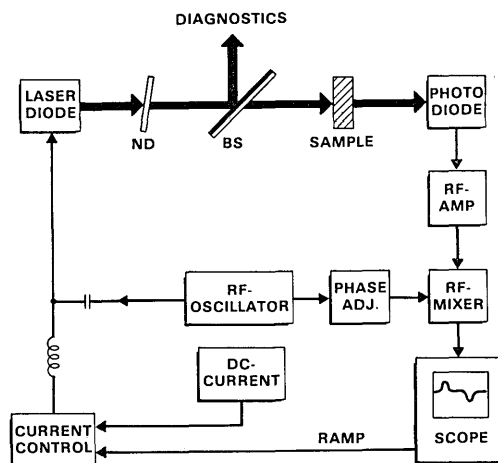 DIAGNOSTICS
LASER
DIODE
ND
BS
SAMPLE
PHOTO
DIODE
RF-
AMP
RF-
OSCILLATOR
PHASE
ADJ.
RF-
MIXER
DC-
CURRENT
CURRENT
CONTROL
RAMP
SCOPE